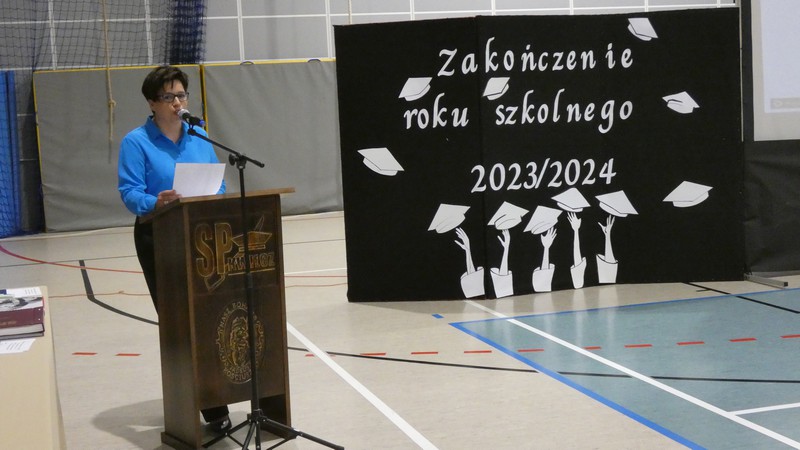 Zakończenie
roku szkolnego
2023/2024
SP